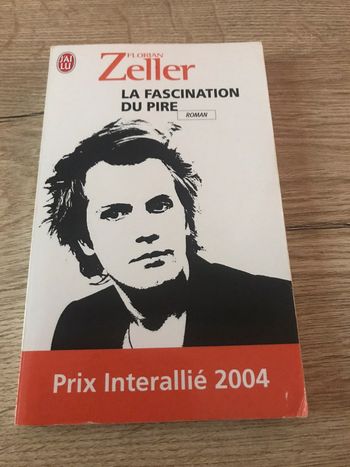 J'AI
LU
FLORIAN
Zeller
LA FASCINATION
DU PIRE
ROMAN
Prix Interallié 2004